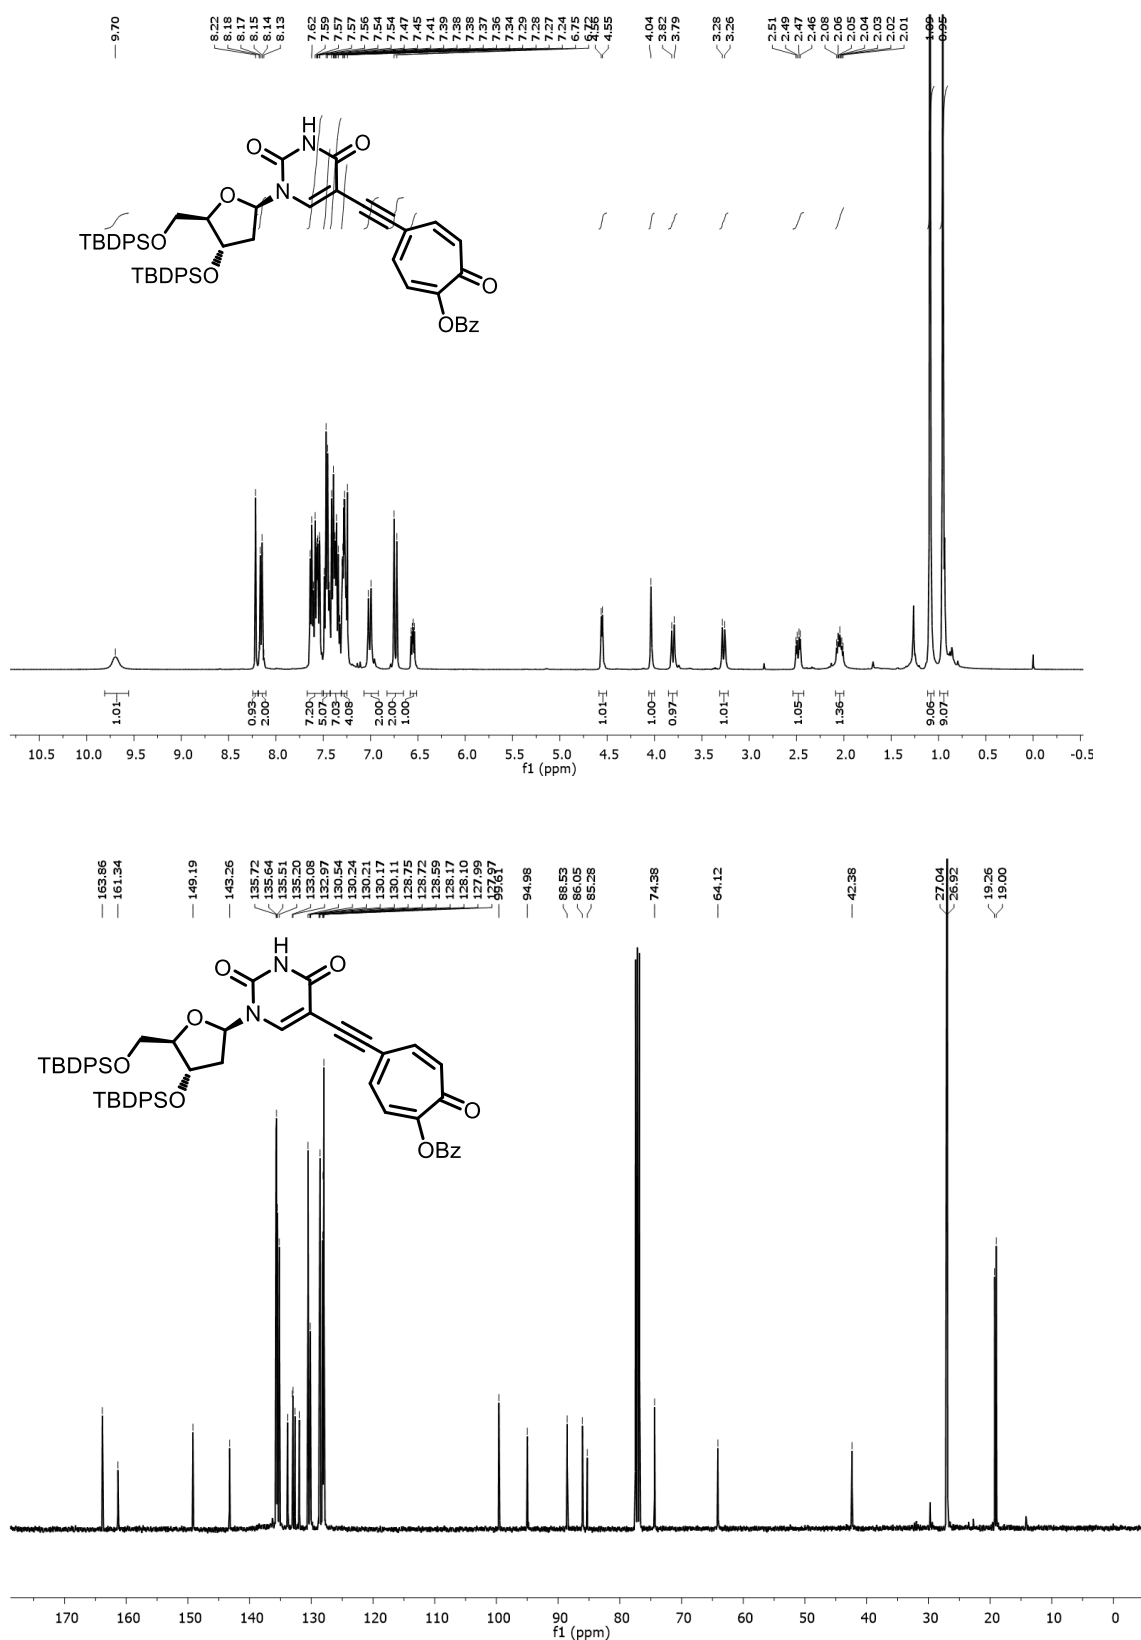 9.70 8.22 8.18 8.17 8.15 8.14 8.13 7.62 7.59 7.57 7.57 7.56 7.54 7.54 7.47 7.45 7.41 7.39 7.38 7.38 7.37 7.36 7.34 7.29 7.28 7.27 7.24 6.75 6.72 4.56 4.55 4.04 3.82 3.79 3.28 3.26 2.51 2.49 2.47 2.46 2.08 2.06 2.05 2.04 2.03 2.02 2.01 1.09 0.95
H
O N O
O N
TBDPSO
TBDPSO O
OBz
1.01 0.93 2.00 7.20 5.07 7.03 4.08 2.00 2.00 1.00 1.01 1.00 0.97 1.01 1.05 1.36 9.06 9.07
10.5 10.0 9.5 9.0 8.5 8.0 7.5 7.0 6.5 6.0 5.5 5.0 4.5 4.0 3.5 3.0 2.5 2.0 1.5 1.0 0.5 0.0 -0.5
f1 (ppm)
163.86 161.34 149.19 143.26 135.72 135.64 135.51 135.20 133.08 132.97 130.54 130.24 130.21 130.17 130.11 128.75 128.72 128.59 128.17 128.10 127.99 127.97 99.61 94.98 88.53 86.05 85.28 74.38 64.12 42.38 27.04 26.92 19.26 19.00
H
O N O
O N
TBDPSO
TBDPSO O
OBz
170 160 150 140 130 120 110 100 90 80 70 60 50 40 30 20 10 0
f1 (ppm)